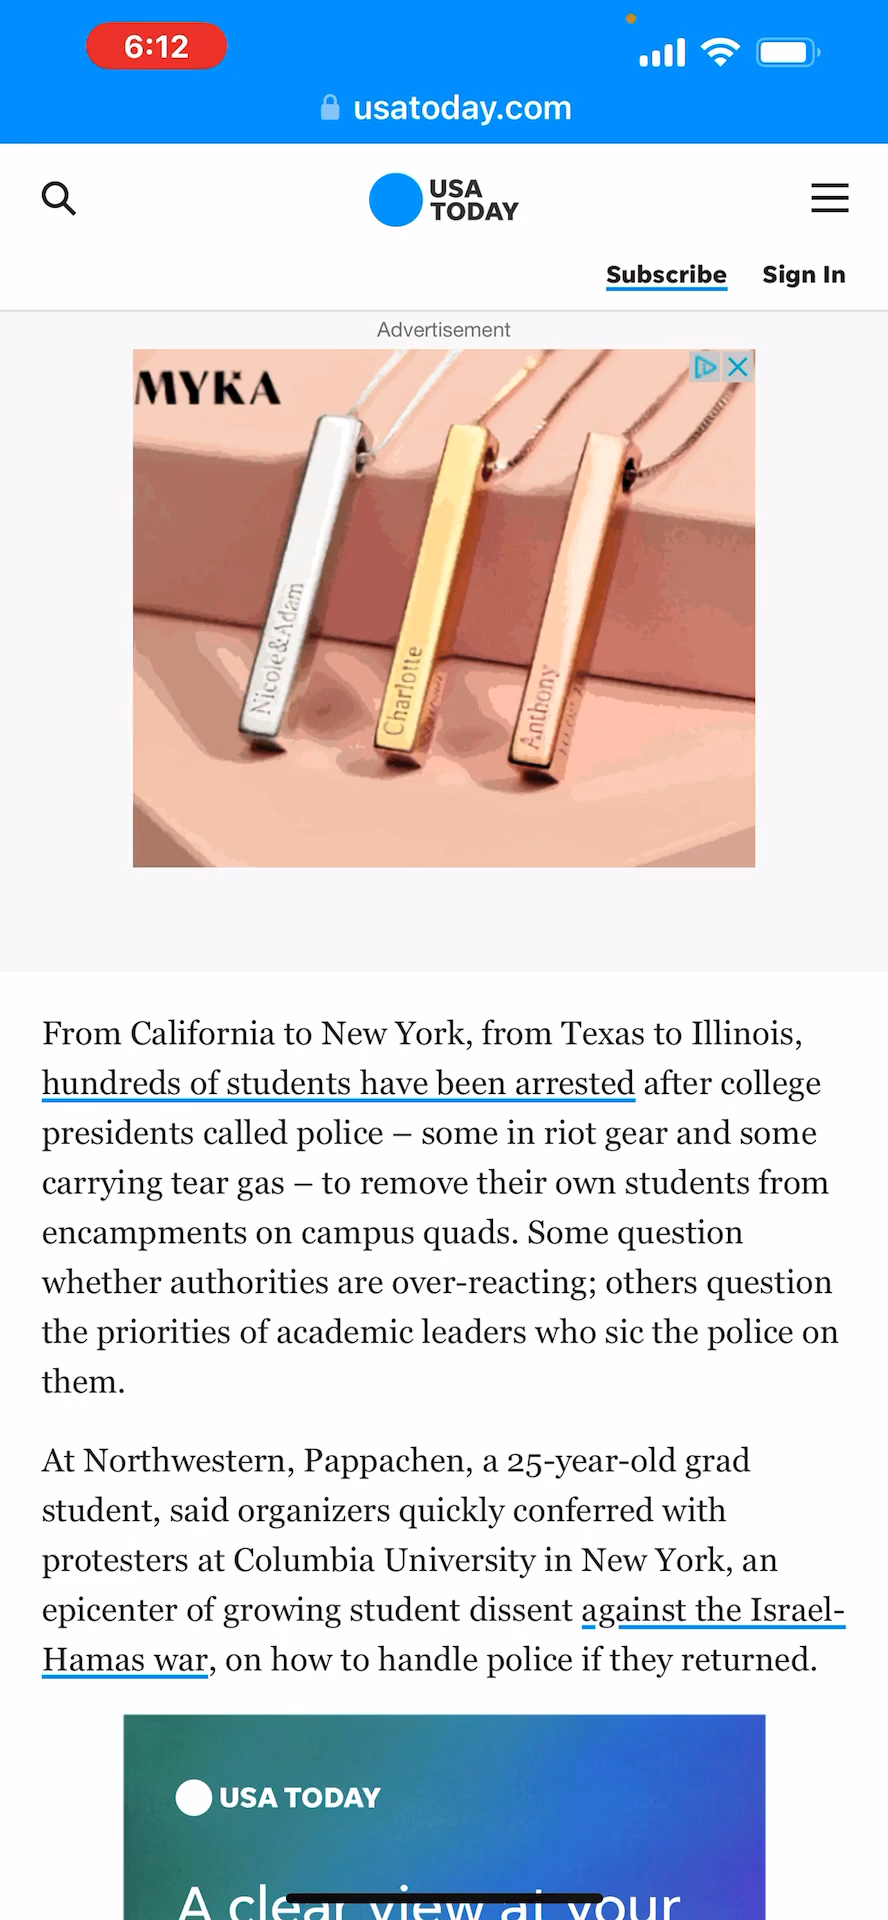 6:12
usatoday.com
USA
TODAY
Subscribe Sign In
Advertisement
MYKA
Nicole&Adam
Charlotte
Anthony
From California to New York, from Texas to Illinois,
hundreds of students have been arrested after college
presidents called police – some in riot gear and some
carrying tear gas – to remove their own students from
encampments on campus quads. Some question
whether authorities are over-reacting; others question
the priorities of academic leaders who sic the police on
them.
At Northwestern, Pappachen, a 25-year-old grad
student, said organizers quickly conferred with
protesters at Columbia University in New York, an
epicenter of growing student dissent against the Israel-
Hamas war, on how to handle police if they returned.
USA TODAY
A clear view at your